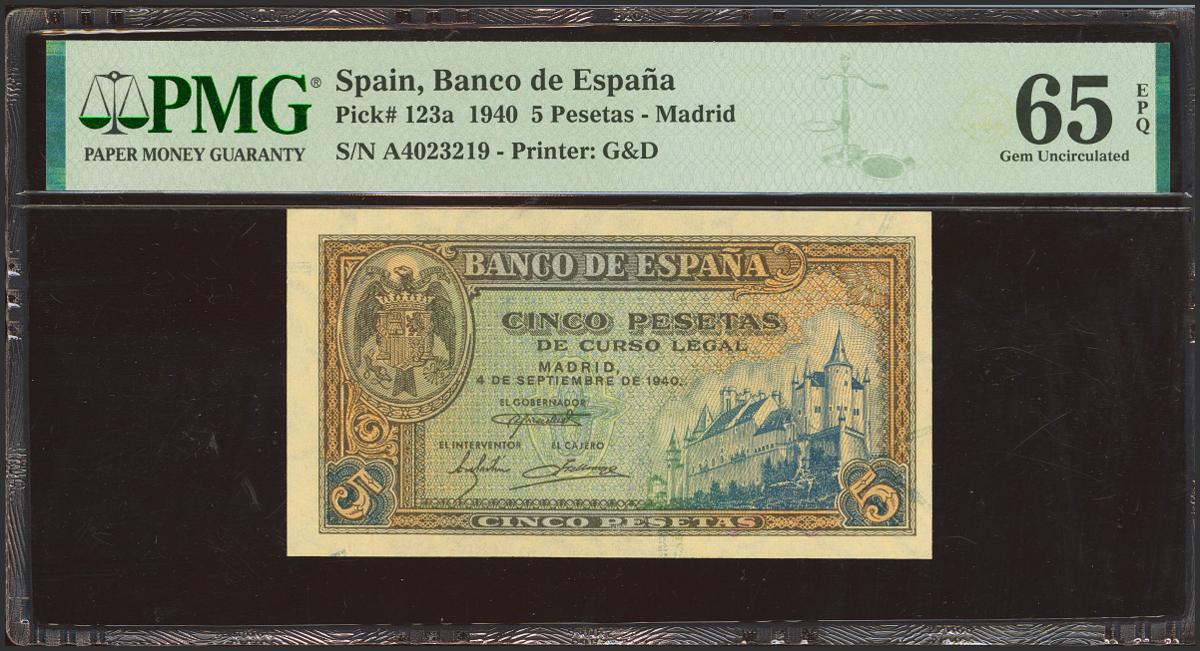 PMG®
PAPER MONEY GUARANTY
Spain, Banco de España
Pick# 123a 1940 5 Pesetas - Madrid
S/N A4023219 - Printer: G&D
65
EPQ
Gem Uncirculated
BANCO DE ESPAÑA
CINCO PESETAS
DE CURSO LEGAL
MADRID,
4 DE SEPTIEMBRE DE 1940.
EL GOBERNADOR
EL INTERVENTOR EL CAJERO
5 5
CINCO PESETAS